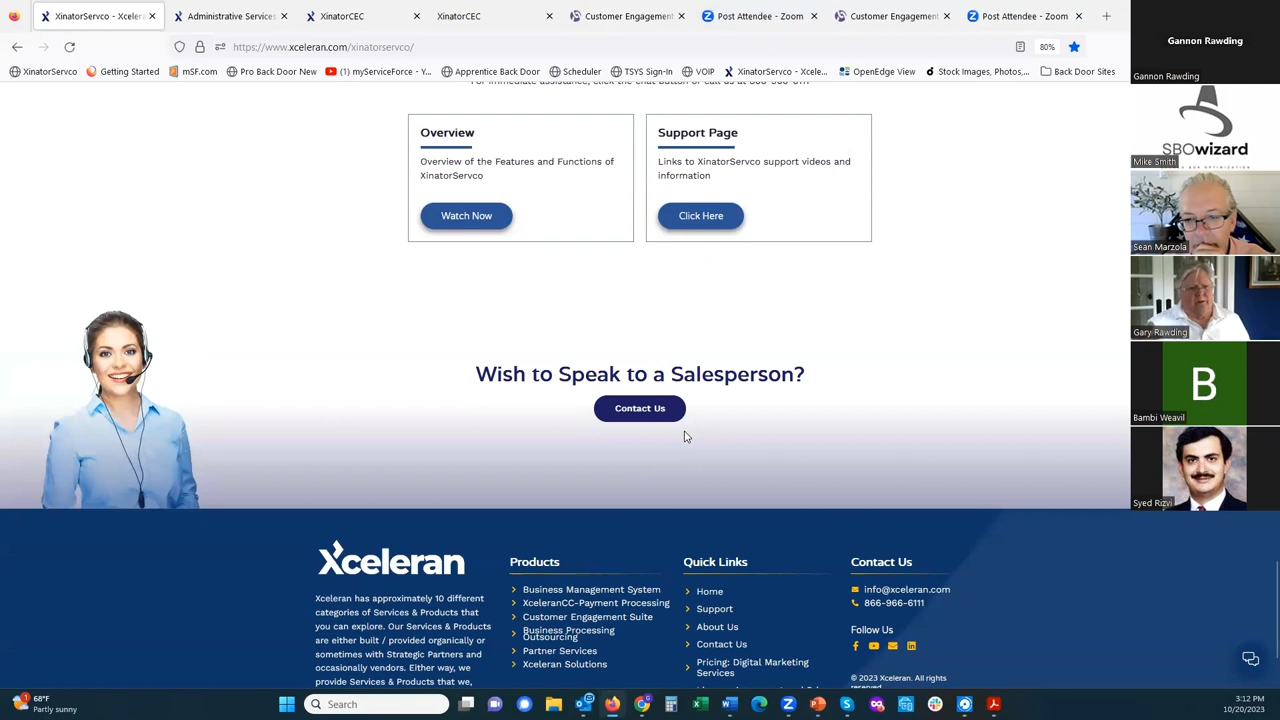 XinatorServco - Xcelera
Administrative Services
XinatorCEC
XinatorCEC
Customer Engagement
Post Attendee - Zoom
Customer Engagement
Post Attendee - Zoom
https://www.xceleran.com/xinatorservco/
80%
XinatorServco
Getting Started
mSF.com
Pro Back Door New
(1) myServiceForce - Y...
Apprentice Back Door
Scheduler
TSYS Sign-In
VOIP
XinatorServco - Xcele...
OpenEdge View
Stock Images, Photos,...
Back Door Sites
Overview
Overview of the Features and Functions of
XinatorServco
Watch Now
Support Page
Links to XinatorServco support videos and
information
Click Here
Wish to Speak to a Salesperson?
Contact Us
Xceleran
Xceleran has approximately 10 different
categories of Services & Products that
you can explore. Our Services & Products
are either built / provided organically or
sometimes with Strategic Partners and
occasionally vendors. Either way, we
provide Services & Products that we,
Products
Business Management System
XceleranCC-Payment Processing
Customer Engagement Suite
Business Processing
Outsourcing
Partner Services
Xceleran Solutions
Quick Links
Home
Support
About Us
Contact Us
Pricing: Digital Marketing
Services
Contact Us
info@xceleran.com
866-966-6111
Follow Us
© 2023 Xceleran. All rights
reserved
Gannon Rawding
Gannon Rawding
SBOwizard
Mike Smith
Sean Marzola
Gary Rawding
B
Bambi Weavil
Syed Rizvi
1
68°F
Partly sunny
Search
3:12 PM
10/20/2023